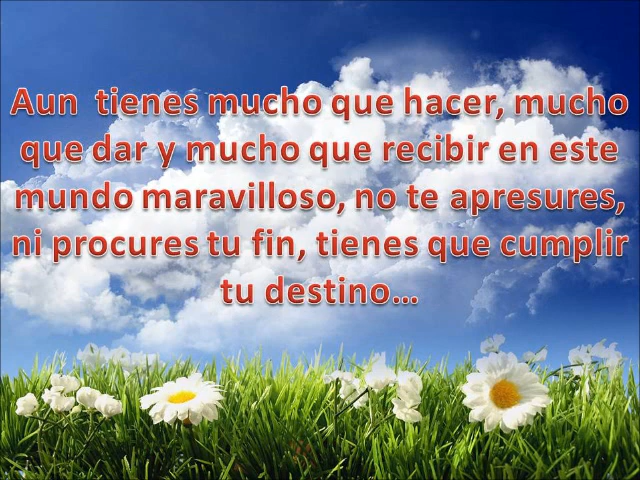 Aun  tienes mucho que hacer, mucho
que dar y mucho que recibir en este
mundo maravilloso, no te apresures,
ni procures tu fin, tienes que cumplir
tu destino...